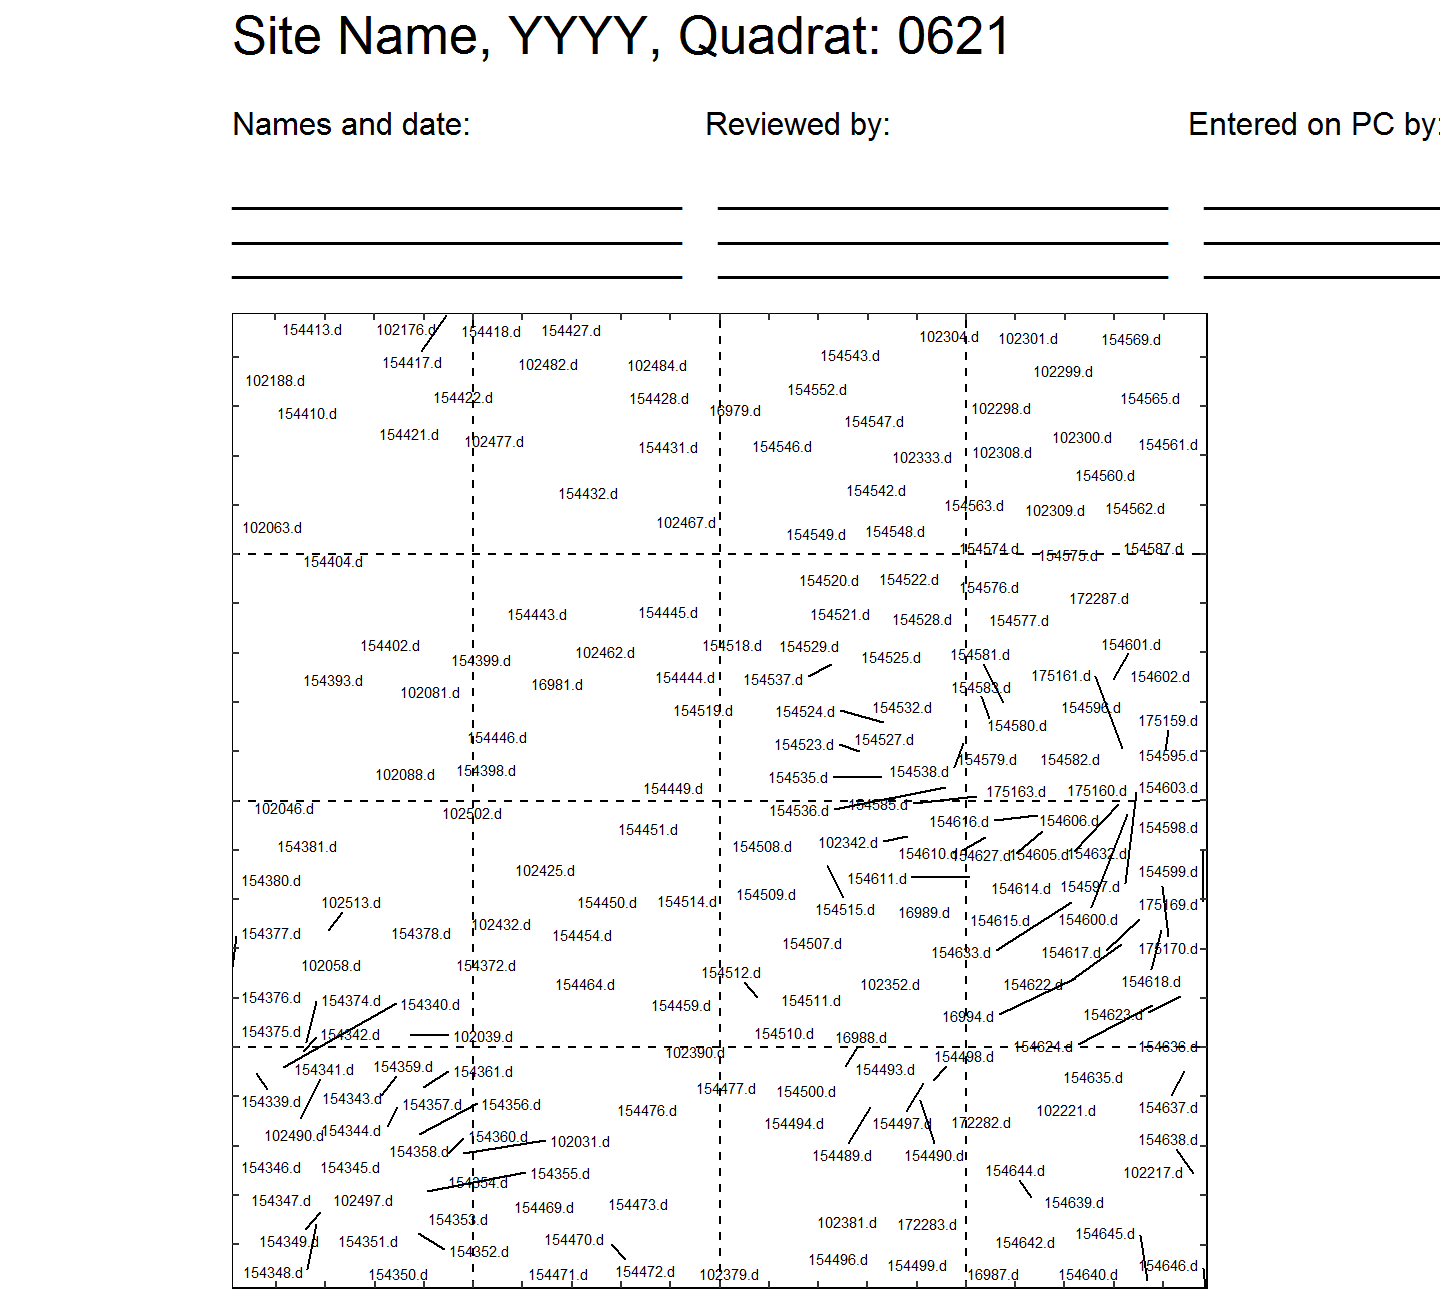 Site Name, YYYY, Quadrat: 0621
Names and date: Reviewed by: Entered on PC by:
154413.d 102176.d 154418.d 154427.d
102304.d 102301.d 154569.d
154417.d 102482.d 102484.d 154543.d
102188.d 102299.d
154422.d 154428.d 154552.d 154565.d
154410.d 16979.d 154547.d 102298.d
154421.d 102477.d 154431.d 154546.d 102300.d 154561.d
102333.d 102308.d
154560.d
154432.d 154542.d
154563.d 102309.d 154562.d
102063.d 102467.d 154549.d 154548.d
154404.d 154574.d 154575.d 154587.d
154520.d 154522.d 154576.d
172287.d
154443.d 154445.d 154521.d 154528.d 154577.d
154402.d 154399.d 102462.d 154518.d 154529.d 154525.d 154581.d 154601.d
154393.d 102081.d 16981.d 154444.d 154537.d 154583.d 175161.d 154602.d
154519.d 154524.d 154532.d 154580.d 154596.d 175159.d
154446.d 154523.d 154527.d
154579.d 154582.d 154595.d
102088.d 154398.d 154449.d 154535.d 154538.d
175163.d 175160.d 154603.d
102046.d 102502.d 154536.d 154585.d
154451.d 154616.d 154606.d 154598.d
154381.d 154508.d 102342.d 154610.d 154627.d 154605.d 154632.d
154380.d 102425.d 154611.d 154614.d 154597.d 154599.d
102513.d 154450.d 154514.d 154509.d 154515.d 16989.d 175169.d
154377.d 154378.d 102432.d 154454.d 154507.d 154615.d 154600.d
102058.d 154372.d 154633.d 154617.d 175170.d
154464.d 154512.d 102352.d 154622.d 154618.d
154376.d 154374.d 154340.d 154459.d 154511.d
154375.d 154342.d 102039.d 154510.d 16988.d 16994.d 154623.d
102390.d 154498.d 154624.d 154636.d
154341.d 154359.d 154361.d 154493.d 154635.d
154339.d 154343.d 154357.d 154356.d 154477.d 154500.d
154476.d 102221.d 154637.d
102490.d 154344.d 154360.d 102031.d 154494.d 154497.d 172282.d
154358.d 154489.d 154490.d 154638.d
154346.d 154345.d 154355.d 154644.d 102217.d
154354.d
154347.d 102497.d 154469.d 154473.d 154639.d
154353.d 102381.d 172283.d
154349.d 154351.d 154352.d 154470.d 154642.d 154645.d
154348.d 154350.d 154471.d 154472.d 102379.d 154496.d 154499.d 16987.d 154640.d 154646.d